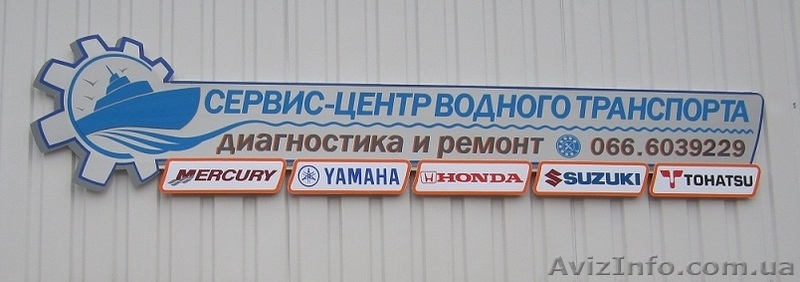 СЕРВИС-ЦЕНТР ВОДНОГО ТРАНСПОРТА
диагностика и ремонт 066.6039229
MERCURY YAMAHA HONDA SUZUKI TOHATSU
AvizInfo.com.ua